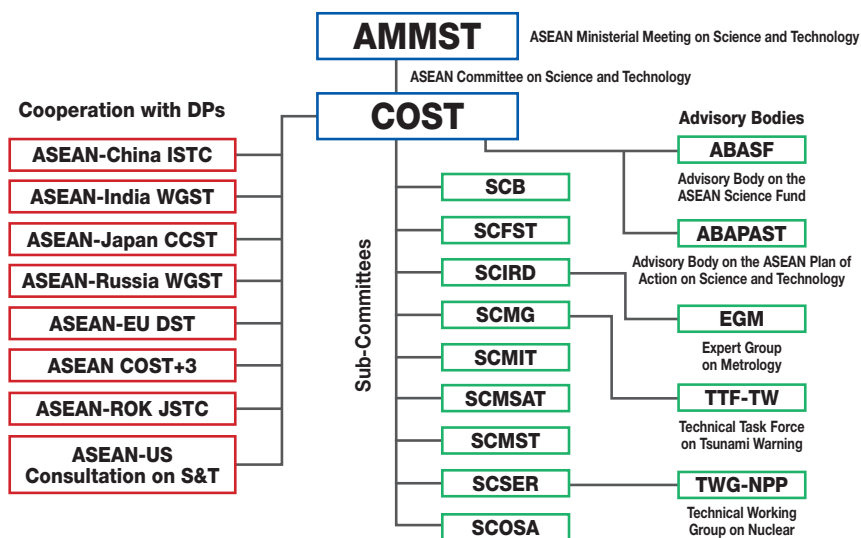 AMMST
ASEAN Ministerial Meeting on Science and Technology
ASEAN Committee on Science and Technology
COST
Cooperation with DPs
ASEAN-China ISTC
ASEAN-India WGST
ASEAN-Japan CCST
ASEAN-Russia WGST
ASEAN-EU DST
ASEAN COST+3
ASEAN-ROK JSTC
ASEAN-US
Consultation on S&T
Sub-Committees
SCB
SCFST
SCIRD
SCMG
SCMIT
SCMSAT
SCMST
SCSER
SCOSA
Advisory Bodies
ABASF
Advisory Body on the
ASEAN Science Fund
ABAPAST
Advisory Body on the ASEAN Plan of
Action on Science and Technology
EGM
Expert Group
on Metrology
TTF-TW
Technical Task Force
on Tsunami Warning
TWG-NPP
Technical Working
Group on Nuclear